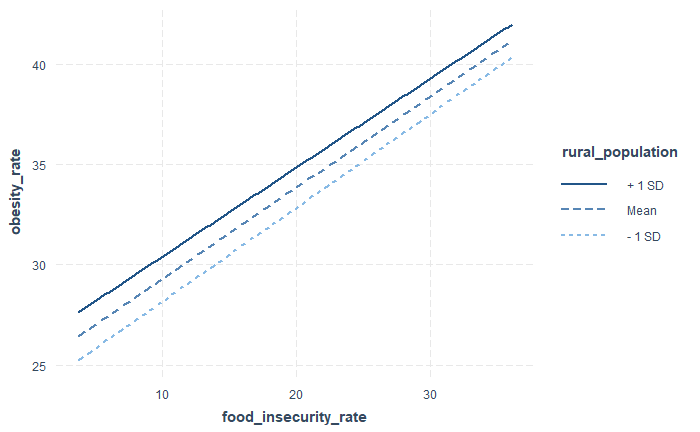 40
35
30
25
10
20
30
food_insecurity_rate
obesity_rate
rural_population
+ 1 SD
Mean
- 1 SD